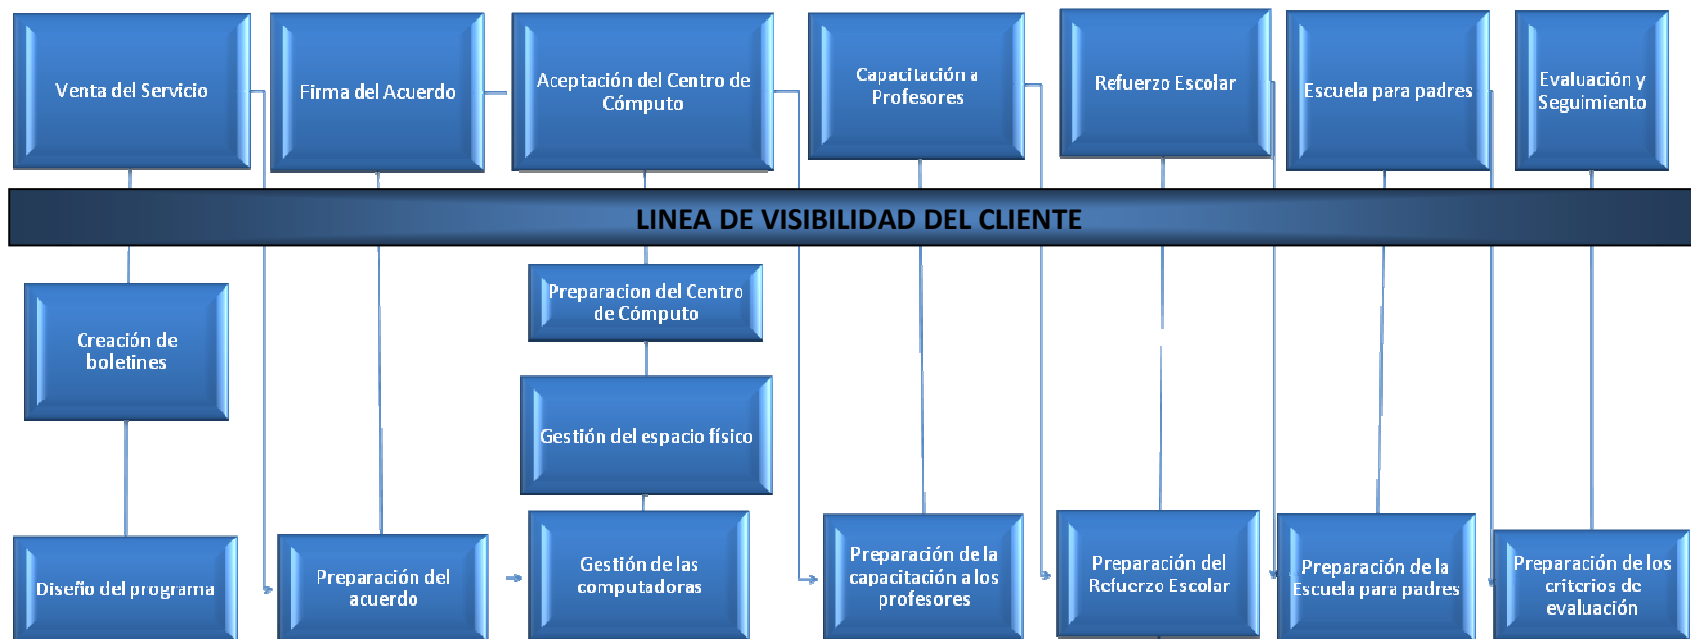 Venta del Servicio
Firma del Acuerdo
Aceptación del Centro de
Cómputo
Capacitación a
Profesores
Refuerzo Escolar
Escuela para padres
Evaluación y
Seguimiento
LINEA DE VISIBILIDAD DEL CLIENTE
Creación de
boletines
Preparacion del Centro
de Cómputo
Gestión del espacio físico
Diseño del programa
Preparación del
acuerdo
Gestión de las
computadoras
Preparación de la
capacitación a los
profesores
Preparación del
Refuerzo Escolar
Preparación de la
Escuela para padres
Preparación de los
criterios de
evaluación